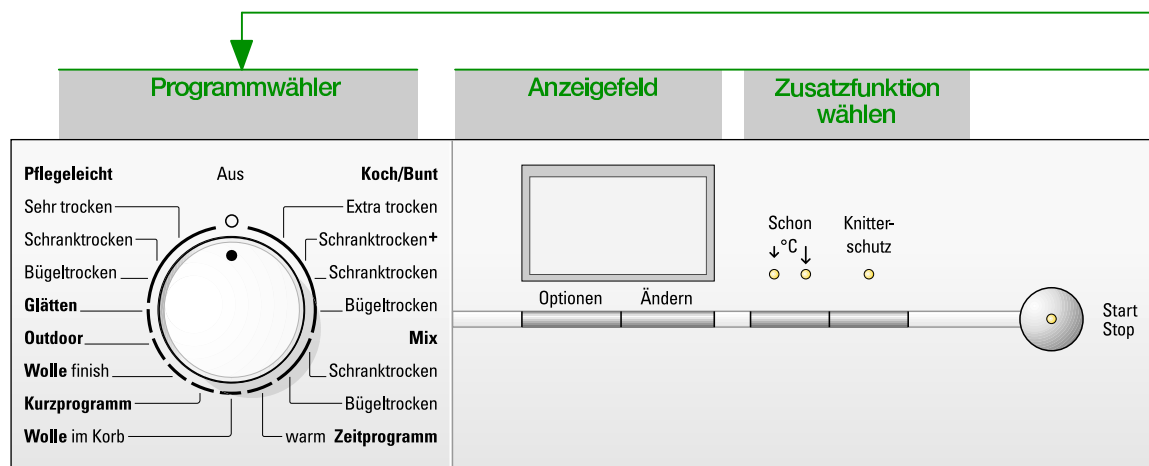 Programmwähler
Anzeigefeld
Zusatzfunktion
wählen
Pflegeleicht
Aus
Koch/Bunt
Sehr trocken
Extra trocken
Schranktrocken
Schranktrocken+
Bügeltrocken
Schranktrocken
Glätten
Bügeltrocken
Outdoor
Mix
Wolle finish
Schranktrocken
Kurzprogramm
Bügeltrocken
Wolle im Korb
warm Zeitprogramm
Optionen
Ändern
Schon
°C
Knitter-
schutz
Start
Stop